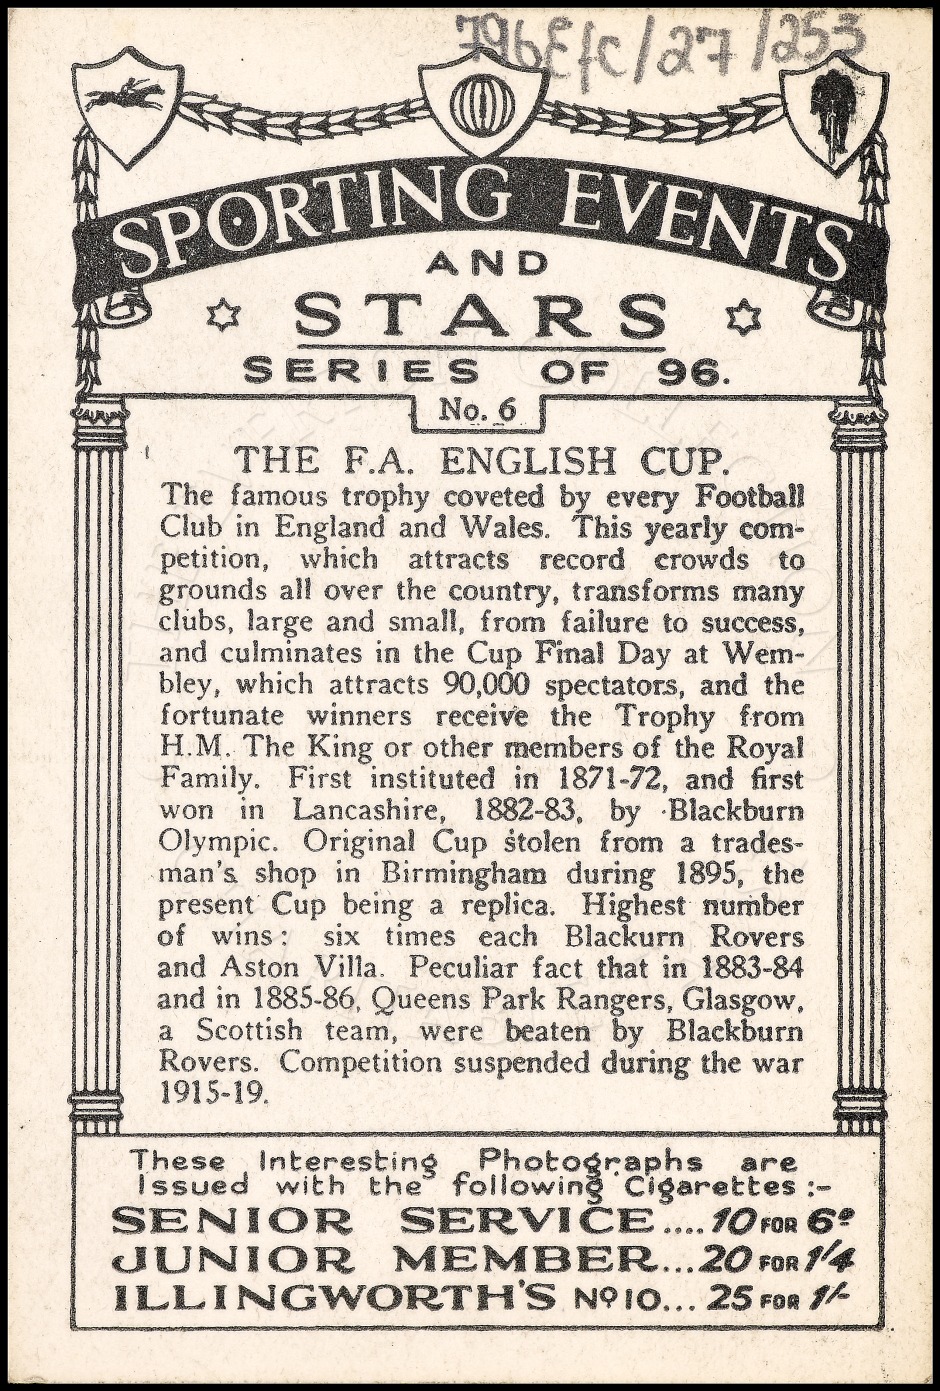 796EFC/27/253
SPORTING EVENTS
AND
STARS
SERIES OF 96.
No. 6
THE F.A. ENGLISH CUP.
The famous trophy coveted by every Football
Club in England and Wales. This yearly com-
petition, which attracts record crowds to
grounds all over the country, transforms many
clubs, large and small, from failure to success,
and culminates in the Cup Final Day at Wem-
bley, which attracts 90,000 spectators, and the
fortunate winners receive the Trophy from
H.M. The King or other members of the Royal
Family. First instituted in 1871-72, and first
won in Lancashire, 1882-83, by Blackburn
Olympic. Original Cup stolen from a trades-
man's shop in Birmingham during 1895, the
present Cup being a replica. Highest number
of wins: six times each Blackurn Rovers
and Aston Villa. Peculiar fact that in 1883-84
and in 1885-86, Queens Park Rangers, Glasgow,
a Scottish team, were beaten by Blackburn
Rovers. Competition suspended during the war
1915-19.
These Interesting Photographs are
Issued with the following Cigarettes:-
SENIOR SERVICE....10 FOR 6D
JUNIOR MEMBER...20 FOR 1/4
ILLINGWORTH'S No 10...25 FOR 1/-